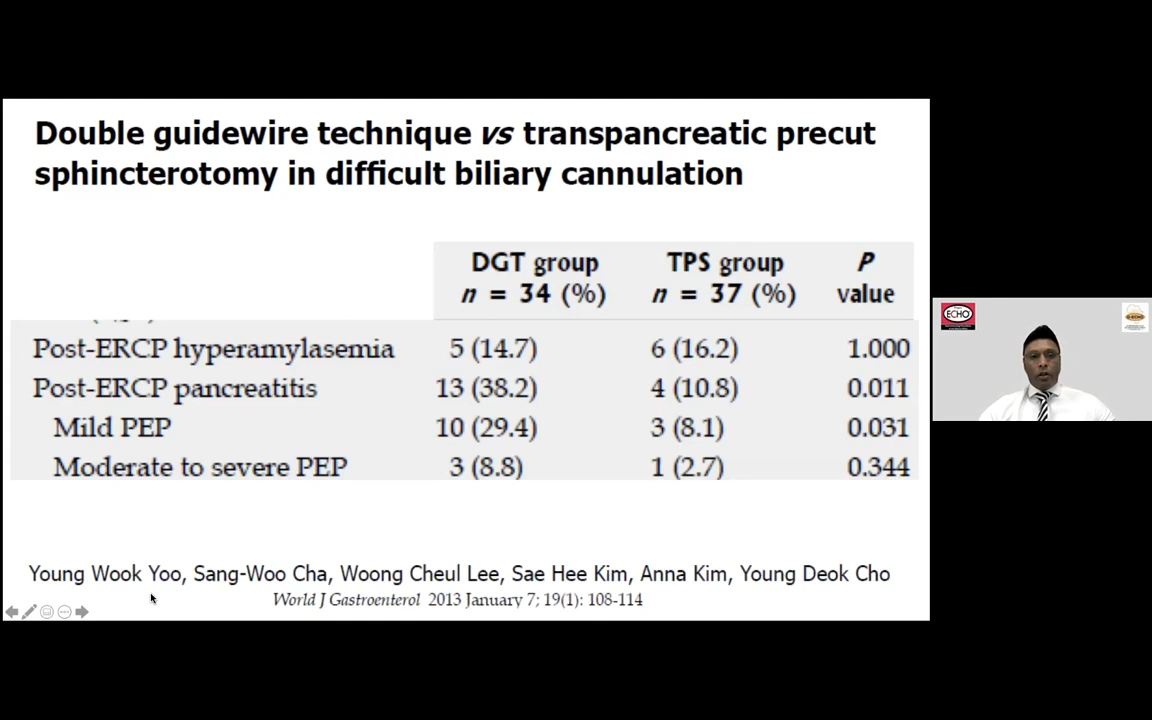 Double guidewire technique vs transpancreatic precut
sphincterotomy in difficult biliary cannulation
DGT group TPS group P
n = 34 (%) n = 37 (%) value
Post-ERCP hyperamylasemia 5 (14.7) 6 (16.2) 1.000
Post-ERCP pancreatitis 13 (38.2) 4 (10.8) 0.011
Mild PEP 10 (29.4) 3 (8.1) 0.031
Moderate to severe PEP 3 (8.8) 1 (2.7) 0.344
Young Wook Yoo, Sang-Woo Cha, Woong Cheul Lee, Sae Hee Kim, Anna Kim, Young Deok Cho
World J Gastroenterol 2013 January 7; 19(1): 108-114
ECHO